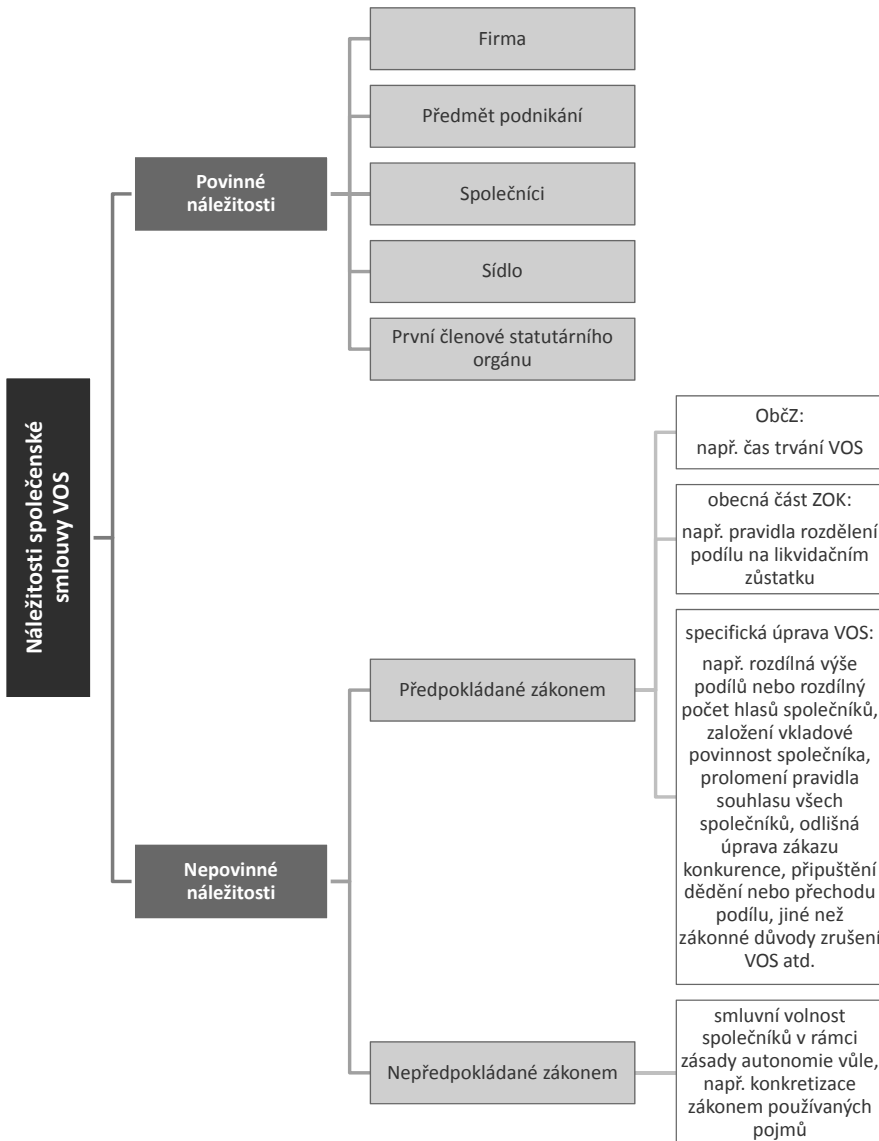 Náležitosti společenské
smlouvy VOS
Povinné
náležitosti
Firma
Předmět podnikání
Společníci
Sídlo
První členové statutárního
orgánu
Nepovinné
náležitosti
Předpokládané zákonem
ObčZ:
např. čas trvání VOS
obecná část ZOK:
např. pravidla rozdělení
podílu na likvidačním
zůstatku
specifická úprava VOS:
např. rozdílná výše
podílů nebo rozdílný
počet hlasů společníků,
založení vkladové
povinnost společníka,
prolomení pravidla
souhlasu všech
společníků, odlišná
úprava zákazu
konkurence, připuštění
dědění nebo přechodu
podílu, jiné než
zákonné důvody zrušení
VOS atd.
Nepředpokládané zákonem
smluvní volnost
společníků v rámci
zásady autonomie vůle,
např. konkretizace
zákonem používaných
pojmů